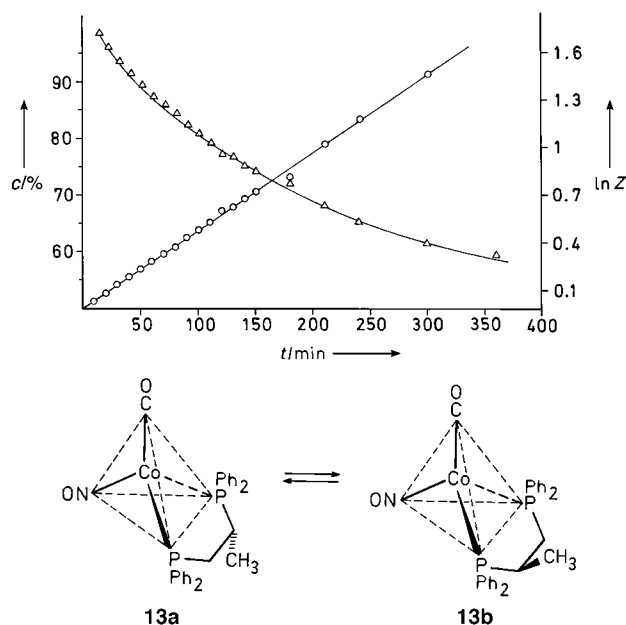 90
80
70
60
c/%
1.6
1.3
1
0.7
0.4
0.1
ln Z
50 100 150 200 250 300 350 400
t/min
O
C
Co
ON
Ph2
P
P
Ph2
CH3
13a
O
C
Co
ON
Ph2
P
P
Ph2
CH3
13b